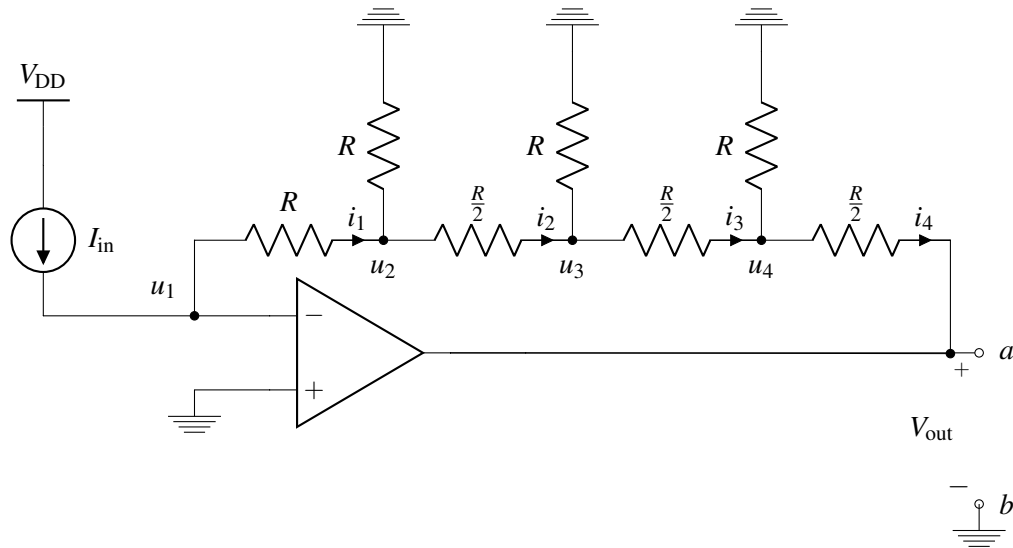 V_DD
R R R
R i_1 R/2 i_2 R/2 i_3 R/2 i_4
I_in
u_2 u_3 u_4
u_1
−
+
+ a
V_out
− b